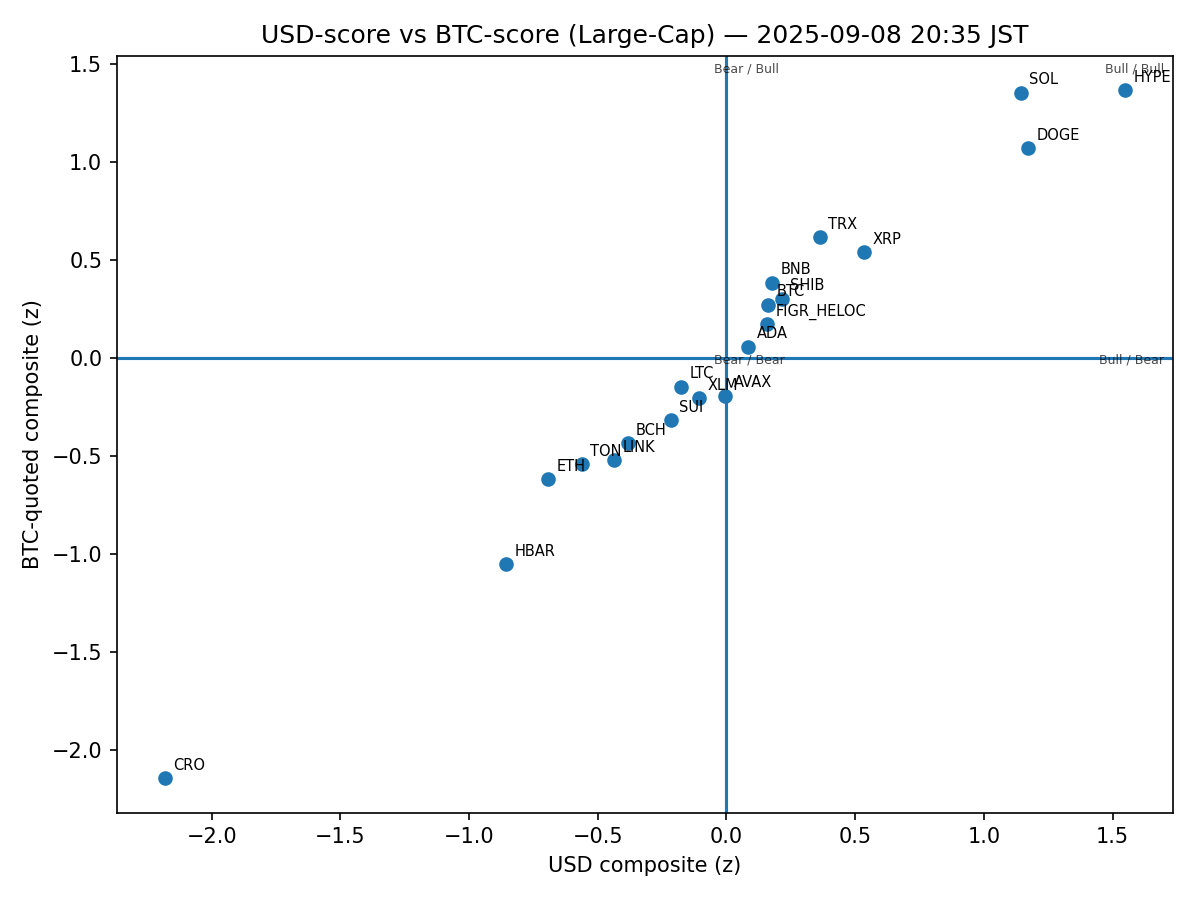 USD-score vs BTC-score (Large-Cap) — 2025-09-08 20:35 JST
BTC-quoted composite (z)
1.5
1.0
0.5
0.0
−0.5
−1.0
−1.5
−2.0
Bear / Bull
Bull / Bull
HYPE
SOL
DOGE
TRX
XRP
BNB
SHIB
BTC
FIGR_HELOC
ADA
Bear / Bear
Bull / Bear
LTC
XLM
AVAX
SUI
BCH
LINK
TON
ETH
HBAR
CRO
−2.0
−1.5
−1.0
−0.5
0.0
0.5
1.0
1.5
USD composite (z)